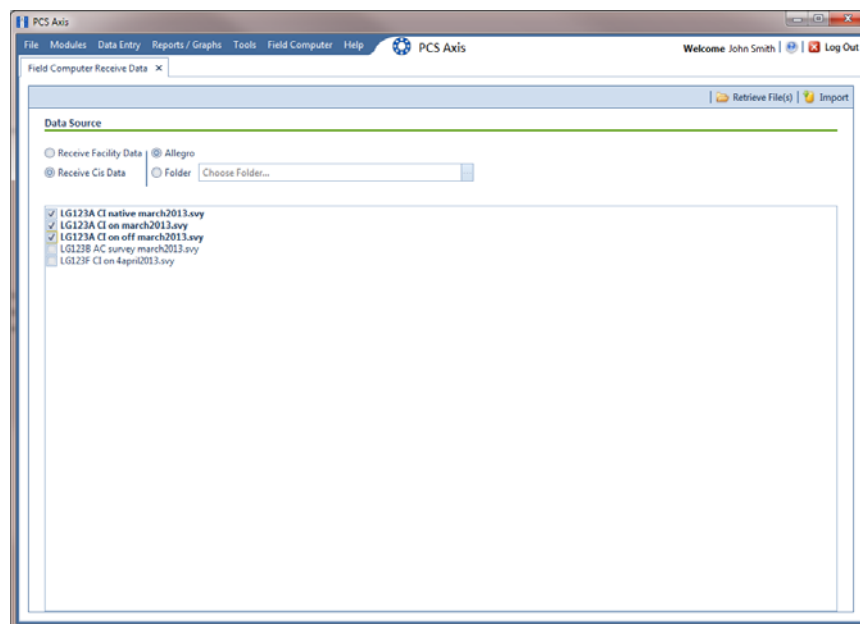 PCS Axis
File Modules Data Entry Reports / Graphs Tools Field Computer Help PCS Axis Welcome John Smith | | Log Out
Field Computer Receive Data ×
| Retrieve File(s) | Import
Data Source
Receive Facility Data Allegro
Receive Cis Data Folder Choose Folder...
LG123A CI native march2013.svy
LG123A CI on march2013.svy
LG123A CI on off march2013.svy
LG123B AC survey march2013.svy
LG123F CI on 4april2013.svy